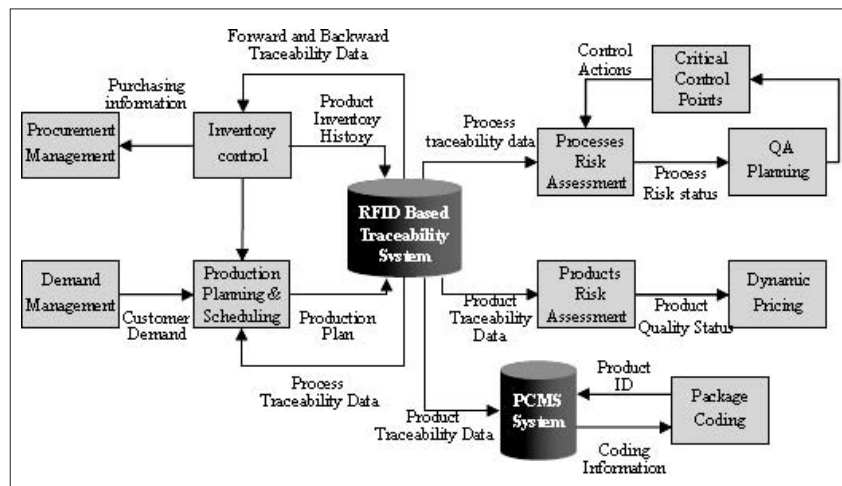 Forward and Backward
Traceability Data
Purchasing
information
Procurement
Management
Inventory
control
Product
Inventory
History
Control
Actions
Critical
Control
Points
Process
traceability data
Processes
Risk
Assessment
Process
Risk status
QA
Planning
RFID Based
Traceability
System
Demand
Management
Customer
Demand
Production
Planning &
Scheduling
Production
Plan
Product
Traceability
Data
Products
Risk
Assessment
Product
Quality Status
Dynamic
Pricing
Process
Traceability Data
Product
Traceability Data
PCMS
System
Product
ID
Package
Coding
Coding
Information